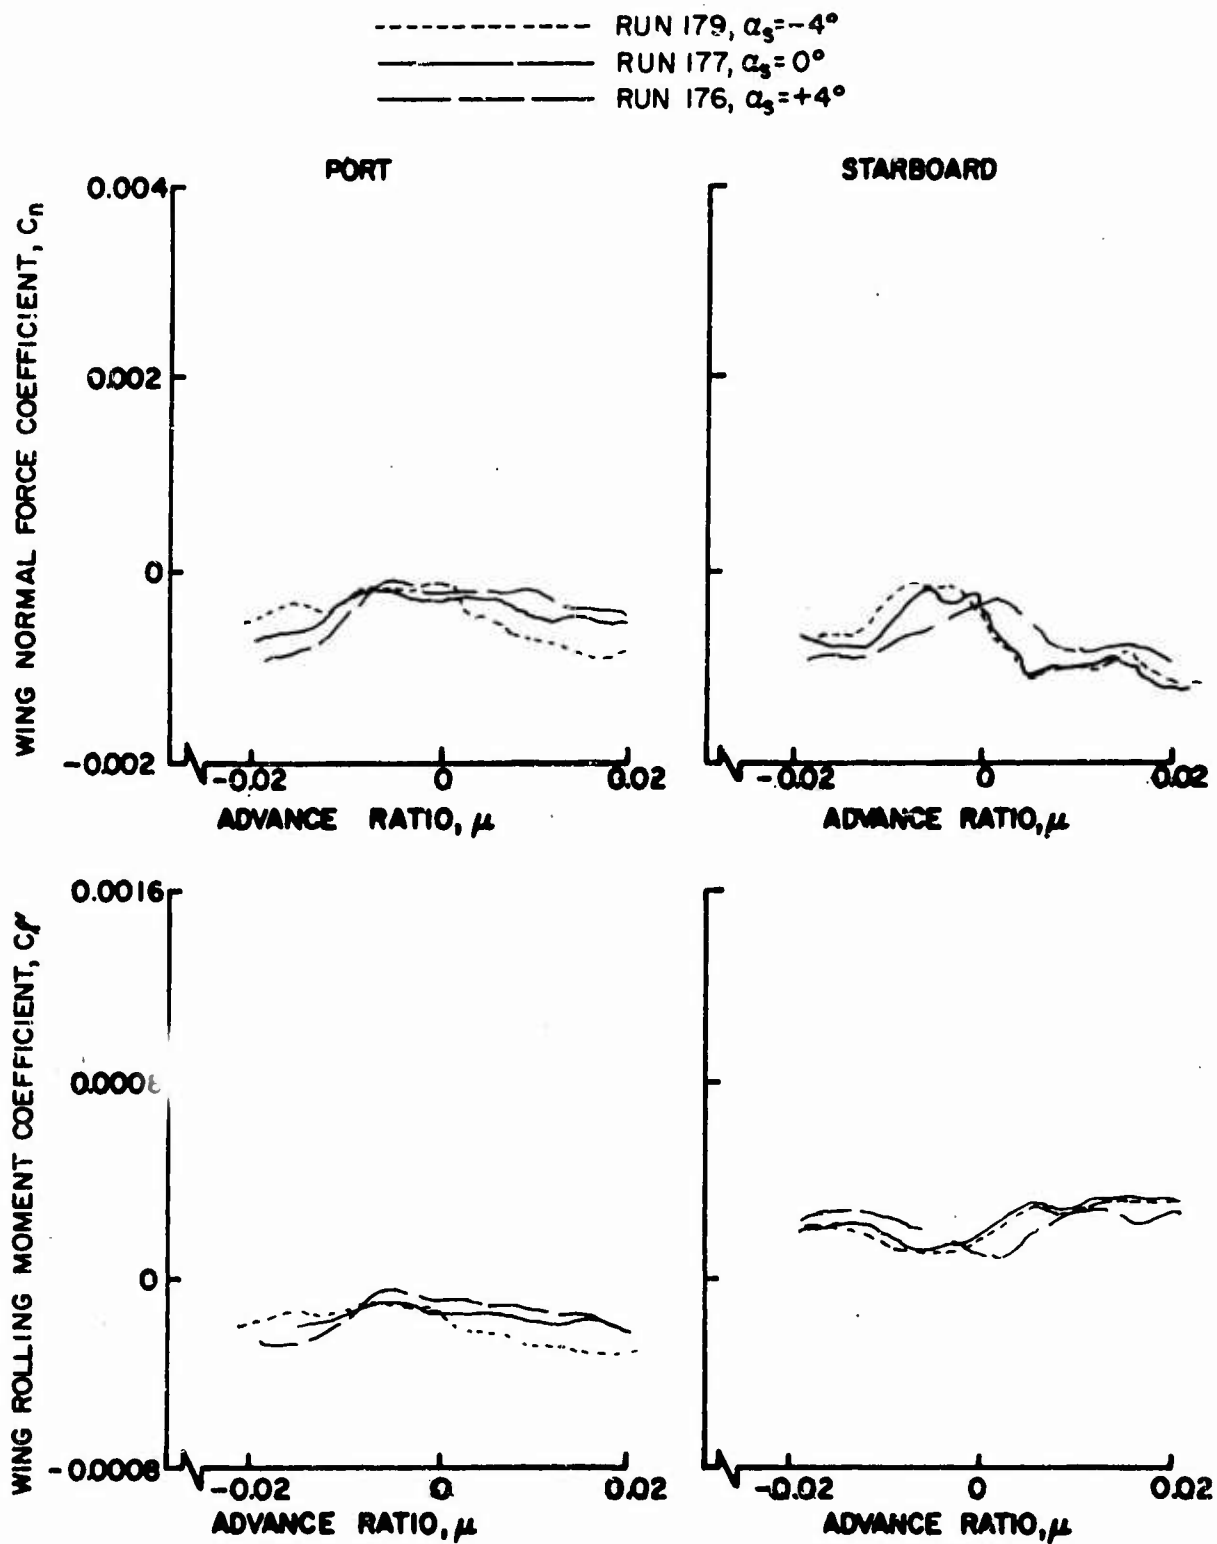 RUN 179, αs=-4°
RUN 177, αs=0°
RUN 176, αs=+4°
PORT
STARBOARD
WING NORMAL FORCE COEFFICIENT, Cn
0.004
0.002
0
-0.002
-0.02 0 0.02
-0.02 0 0.02
ADVANCE RATIO, μ
ADVANCE RATIO, μ
WING ROLLING MOMENT COEFFICIENT,
0.0016
0.0008
0
-0.0008
-0.02 0 0.02
-0.02 0 0.02
ADVANCE RATIO, μ
ADVANCE RATIO, μ